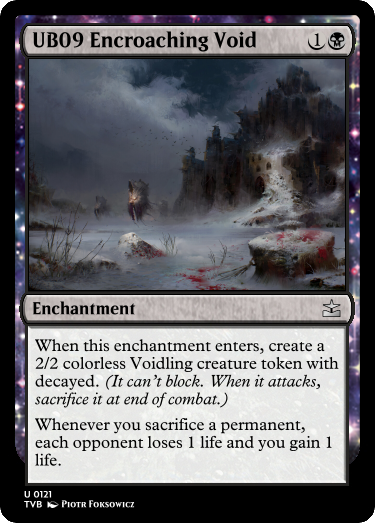 UB09 Encroaching Void 1
Enchantment
When this enchantment enters, create a
2/2 colorless Voidling creature token with
decayed. (It can't block. When it attacks,
sacrifice it at end of combat.)
Whenever you sacrifice a permanent,
each opponent loses 1 life and you gain 1
life.
U 0121
TVB Piotr Foksowicz